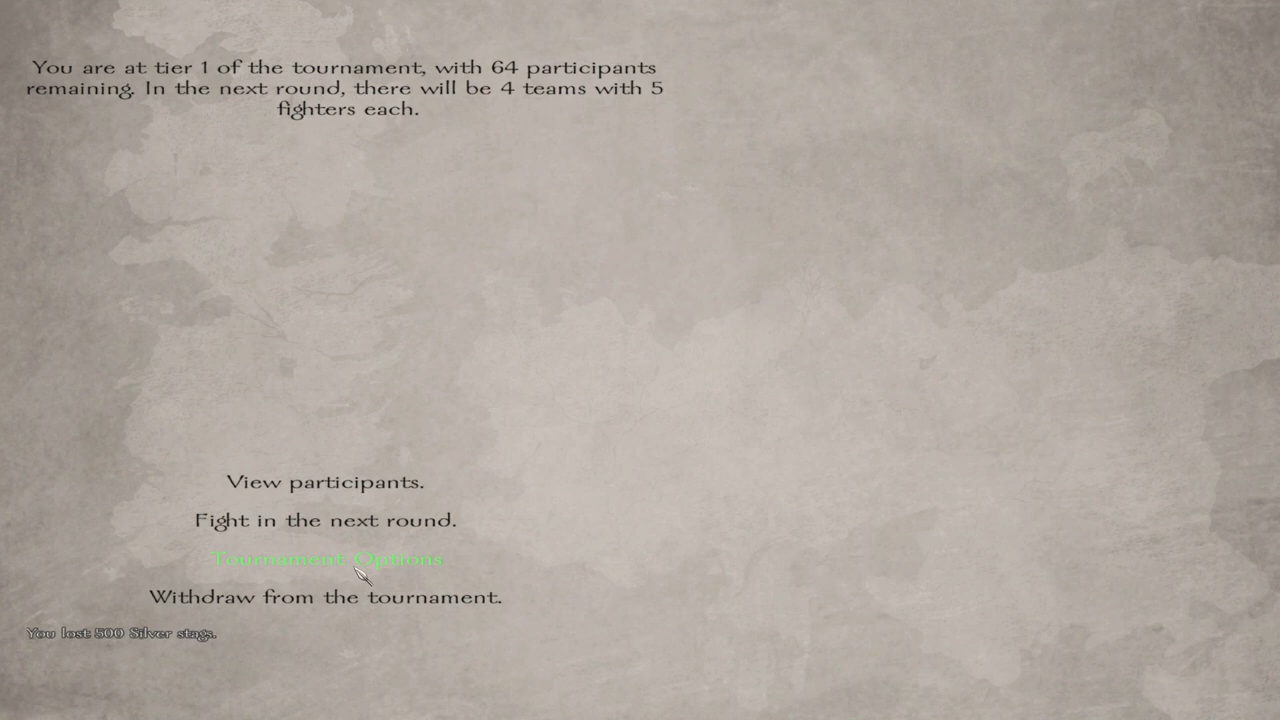 You are at tier 1 of the tournament, with 64 participants
remaining. In the next round, there will be 4 teams with 5
fighters each.
View participants.
Fight in the next round.
Tournament Options
Withdraw from the tournament.
You lost 500 Silver stags.